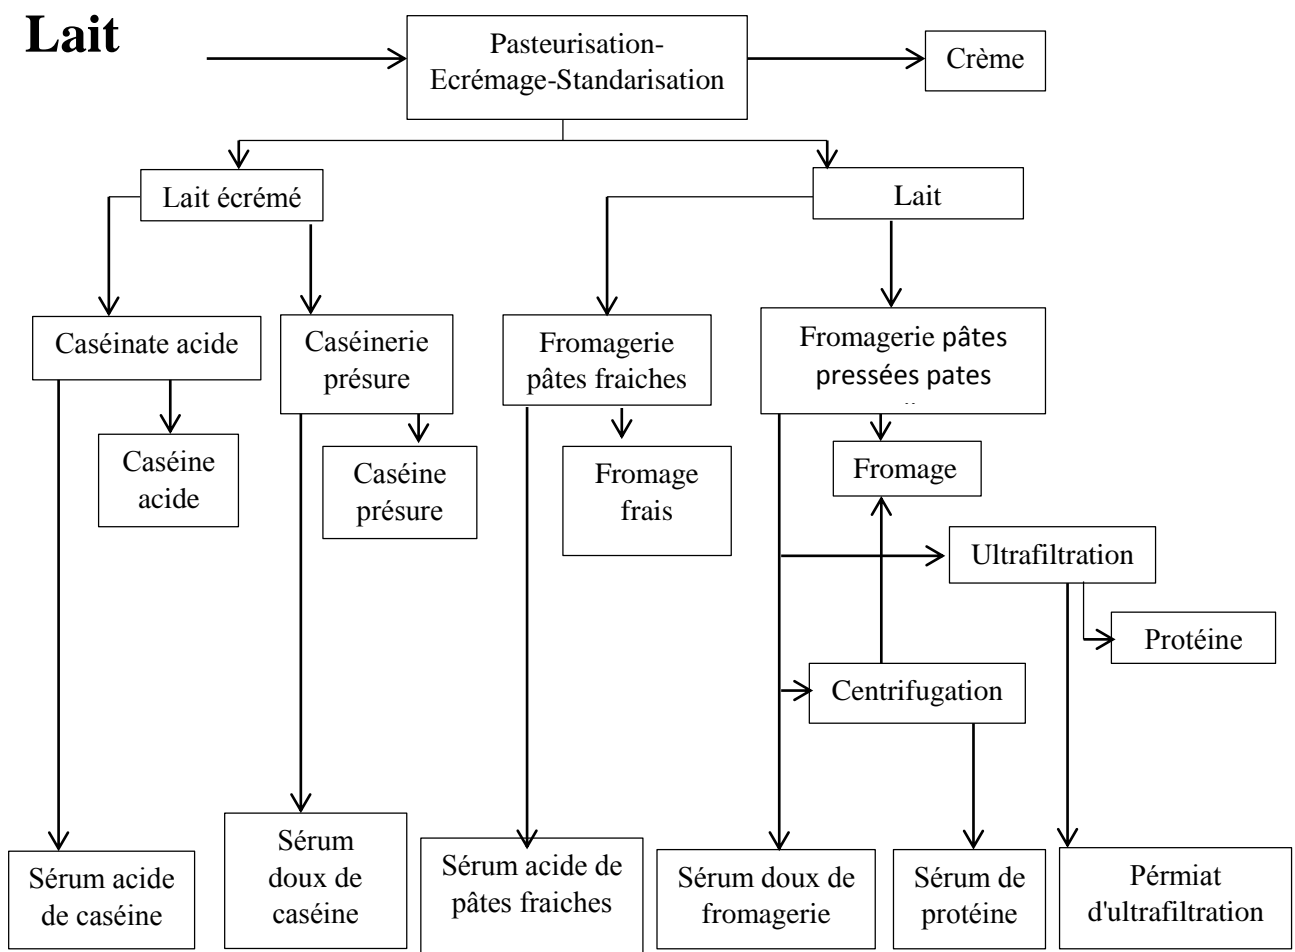 Lait
Pasteurisation-
Ecrémage-Standarisation
Crème
Lait écrémé
Lait
Caséinate acide
Caséinerie
présure
Fromagerie
pâtes fraiches
Fromagerie pâtes
pressées pates
Caséine
acide
Caséine
présure
Fromage
frais
Fromage
Ultrafiltration
Protéine
Centrifugation
Sérum acide
de caséine
Sérum
doux de
caséine
Sérum acide de
pâtes fraiches
Sérum doux de
fromagerie
Sérum de
protéine
Pérmiat
d'ultrafiltration